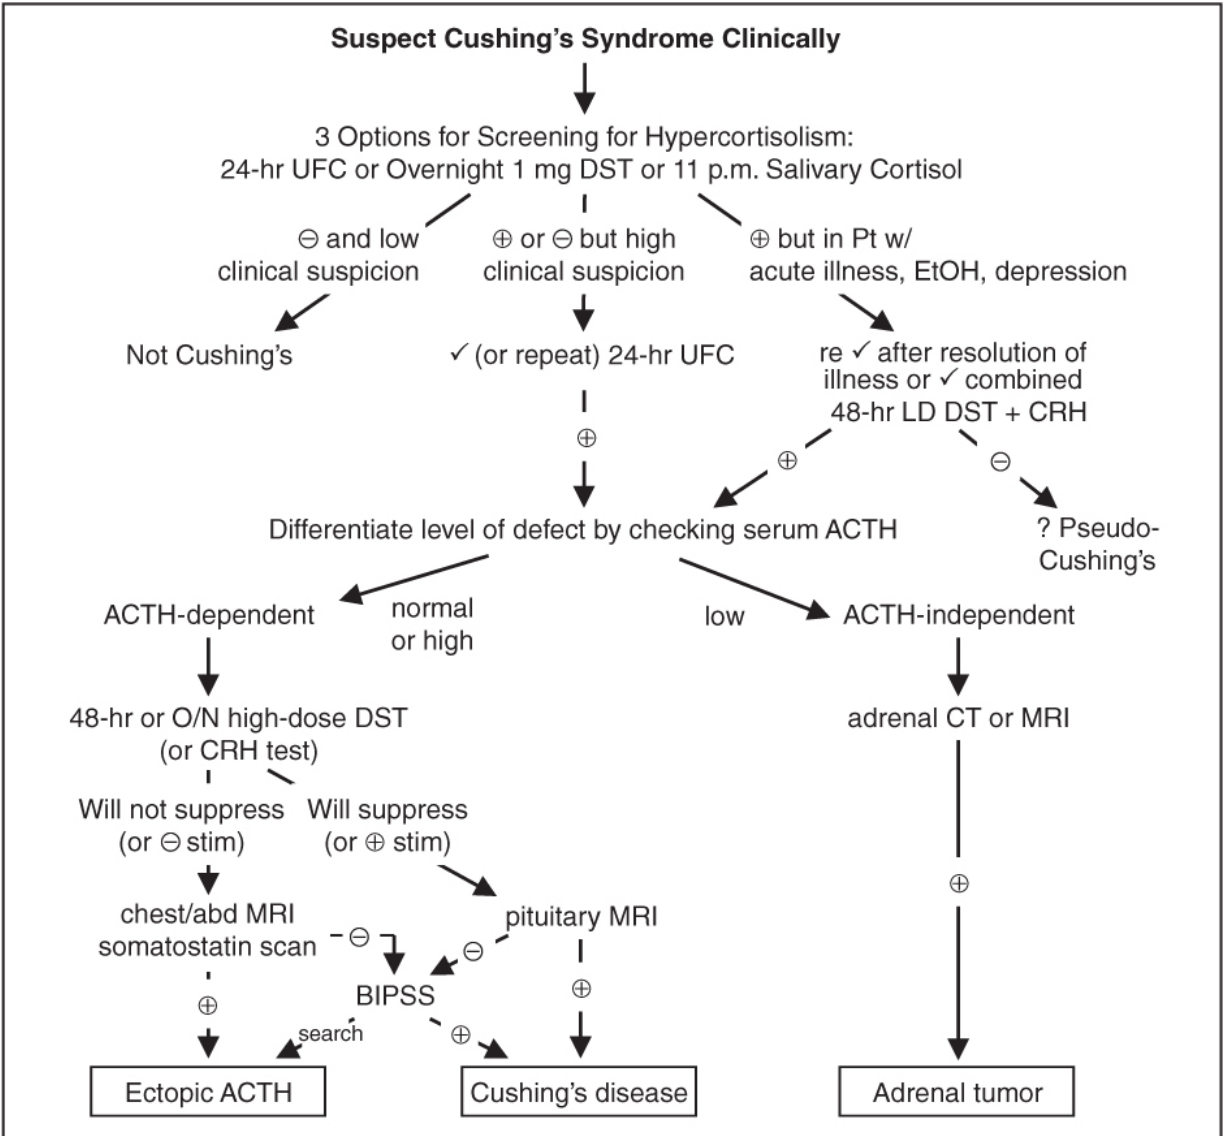 Suspect Cushing's Syndrome Clinically
3 Options for Screening for Hypercortisolism:
24-hr UFC or Overnight 1 mg DST or 11 p.m. Salivary Cortisol
⊖ and low
clinical suspicion
⊕ or ⊖ but high
clinical suspicion
⊕ but in Pt w/
acute illness, EtOH, depression
Not Cushing's
✓ (or repeat) 24-hr UFC
re ✓ after resolution of
illness or ✓ combined
48-hr LD DST + CRH
⊕
⊕
⊖
Differentiate level of defect by checking serum ACTH
? Pseudo-
Cushing's
ACTH-dependent
normal
or high
low
ACTH-independent
48-hr or O/N high-dose DST
(or CRH test)
adrenal CT or MRI
Will not suppress
(or ⊖ stim)
Will suppress
(or ⊕ stim)
⊕
chest/abd MRI
somatostatin scan
⊖
pituitary MRI
⊖
⊕
⊕
BIPSS
search
⊕
Ectopic ACTH
Cushing's disease
Adrenal tumor